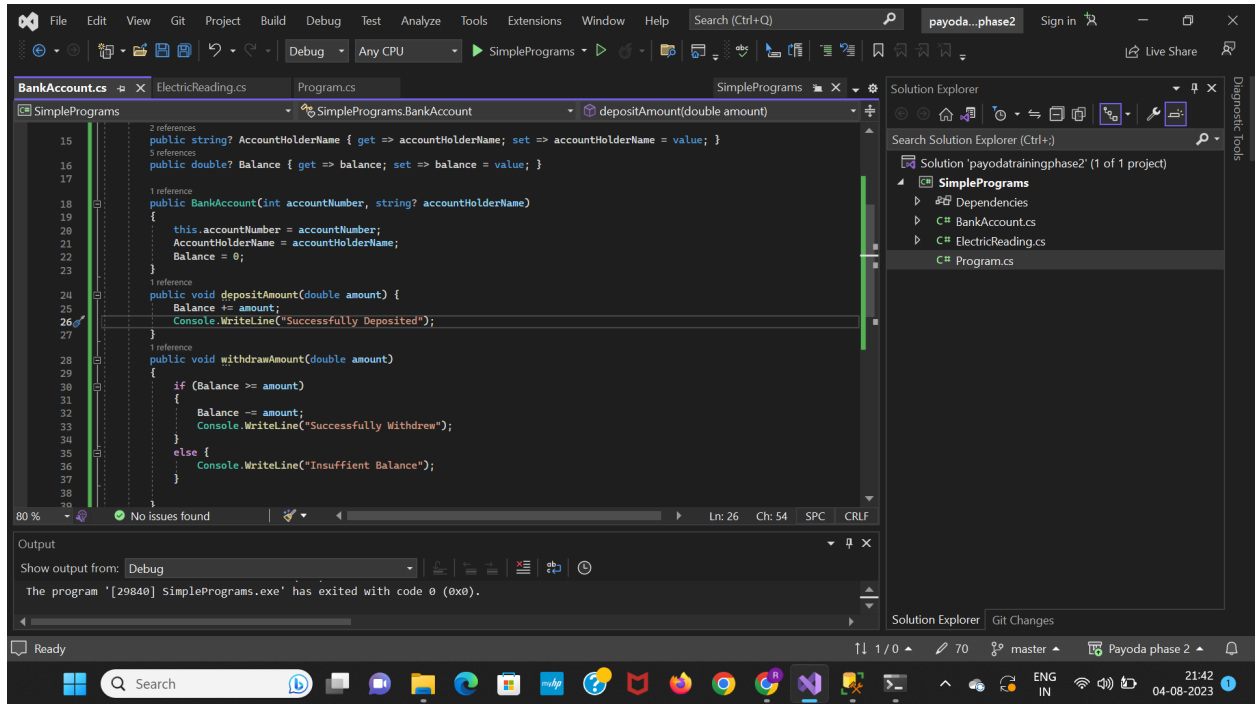 File Edit View Git Project Build Debug Test Analyze Tools Extensions Window Help Search (Ctrl+Q) payoda...phase2 Sign in
Debug Any CPU SimplePrograms Live Share
BankAccount.cs ElectricReading.cs Program.cs SimplePrograms
SimplePrograms SimplePrograms.BankAccount depositAmount(double amount)
2 references
15 public string? AccountHolderName { get => accountHolderName; set => accountHolderName = value; }
5 references
16 public double? Balance { get => balance; set => balance = value; }
17
1 reference
18 public BankAccount(int accountNumber, string? accountHolderName)
19 {
20 this.accountNumber = accountNumber;
21 AccountHolderName = accountHolderName;
22 Balance = 0;
23 }
1 reference
24 public void depositAmount(double amount) {
25 Balance += amount;
26 Console.WriteLine("Successfully Deposited");
27 }
1 reference
28 public void withdrawAmount(double amount)
29 {
30 if (Balance >= amount)
31 {
32 Balance -= amount;
33 Console.WriteLine("Successfully Withdrew");
34 }
35 else {
36 Console.WriteLine("Insuffient Balance");
37 }
38
39 }
80 % No issues found Ln: 26 Ch: 54 SPC CRLF
Output
Show output from: Debug
The program '[29840] SimplePrograms.exe' has exited with code 0 (0x0).
Solution Explorer
Search Solution Explorer (Ctrl+;)
Solution 'payodatrainingphase2' (1 of 1 project)
C# SimplePrograms
Dependencies
C# BankAccount.cs
C# ElectricReading.cs
C# Program.cs
Solution Explorer Git Changes
Diagnostic Tools
Ready 1 / 0 70 master Payoda phase 2
Search mvhp ENG 21:42
IN 04-08-2023 1